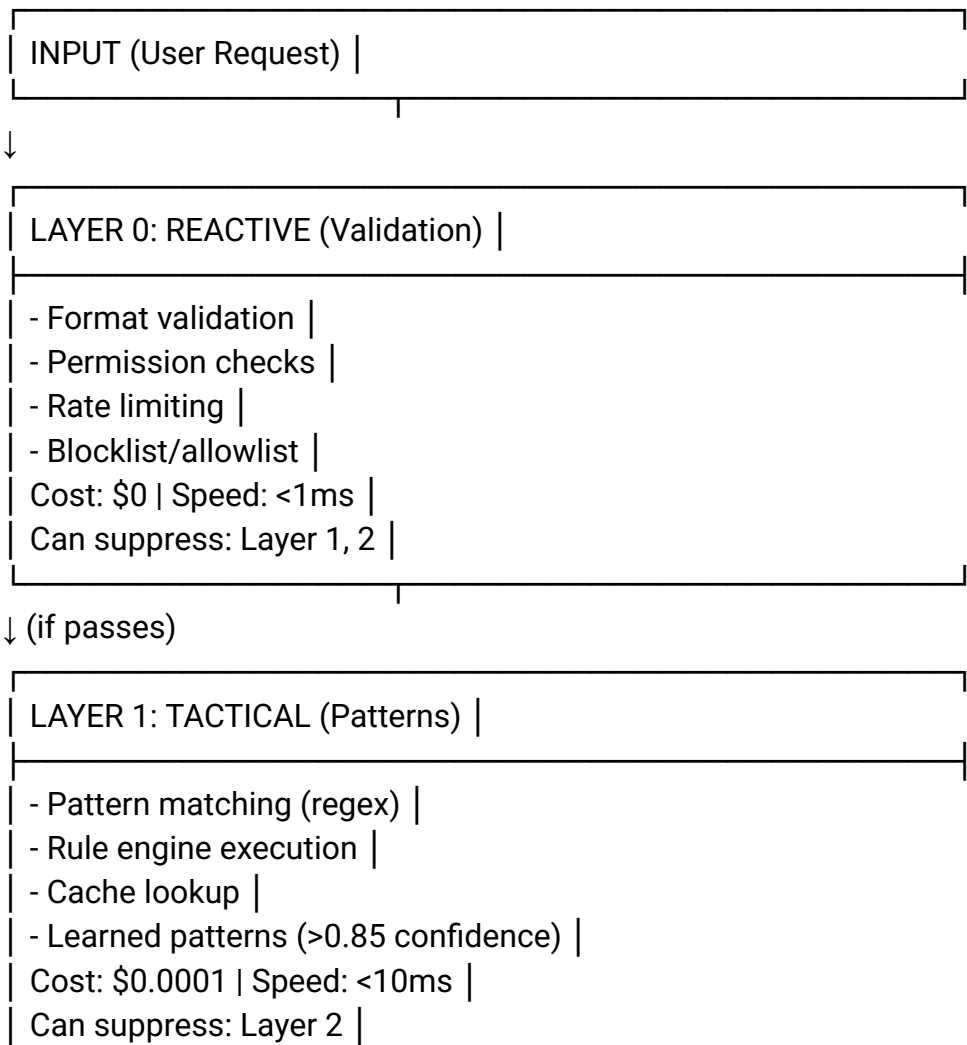 INPUT (User Request) │
↓
LAYER 0: REACTIVE (Validation) │
│ - Format validation │
│ - Permission checks │
│ - Rate limiting │
│ - Blocklist/allowlist │
│ Cost: $0 | Speed: <1ms │
│ Can suppress: Layer 1, 2 │
↓ (if passes)
│ LAYER 1: TACTICAL (Patterns) │
│ - Pattern matching (regex) │
│ - Rule engine execution │
│ - Cache lookup │
│ - Learned patterns (>0.85 confidence) │
│ Cost: $0.0001 | Speed: <10ms │
│ Can suppress: Layer 2 │